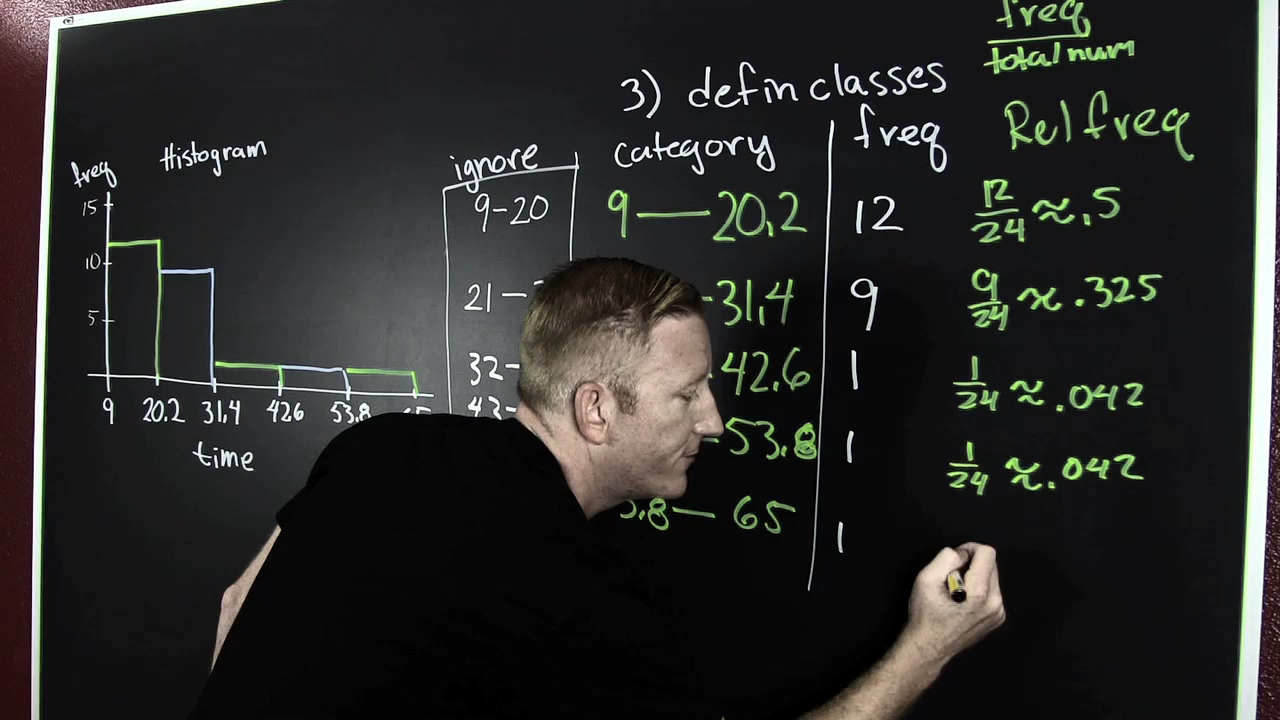 freq
total num
3) defin classes
Rel freq
category
freq
Histogram
freq
ignore
15
10
5
9
20.2
31.4
42.6
53.8
time
9-20
9—20.2
12
12/24 ≈ .5
21-
-31.4
9
9/24 ≈ .325
32-
-42.6
1
1/24 ≈ .042
43-
-53.8
1
1/24 ≈ .042
.8— 65
1